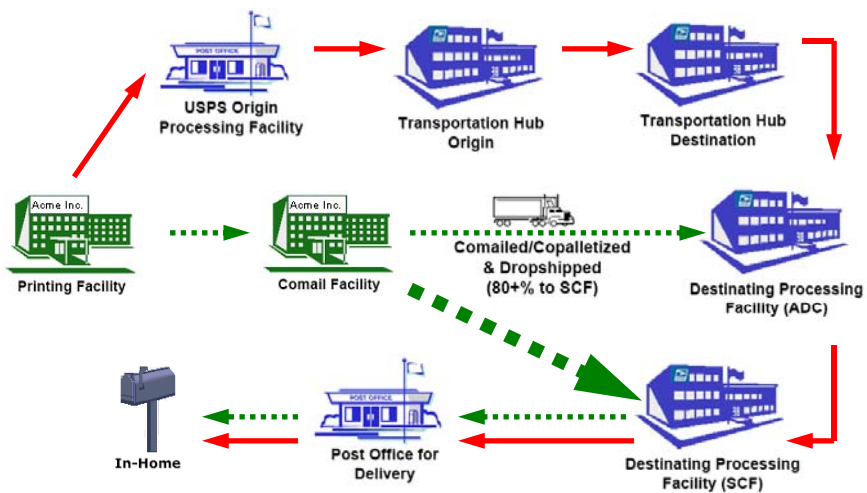 POST OFFICE
USPS Origin
Processing Facility
Transportation Hub
Origin
Transportation Hub
Destination
Acme Inc.
Printing Facility
Acme Inc.
Comail Facility
Comailed/Copalletized
& Dropshipped
(80+% to SCF)
Destinating Processing
Facility (ADC)
In-Home
POST OFFICE
Post Office for
Delivery
Destinating Processing
Facility (SCF)